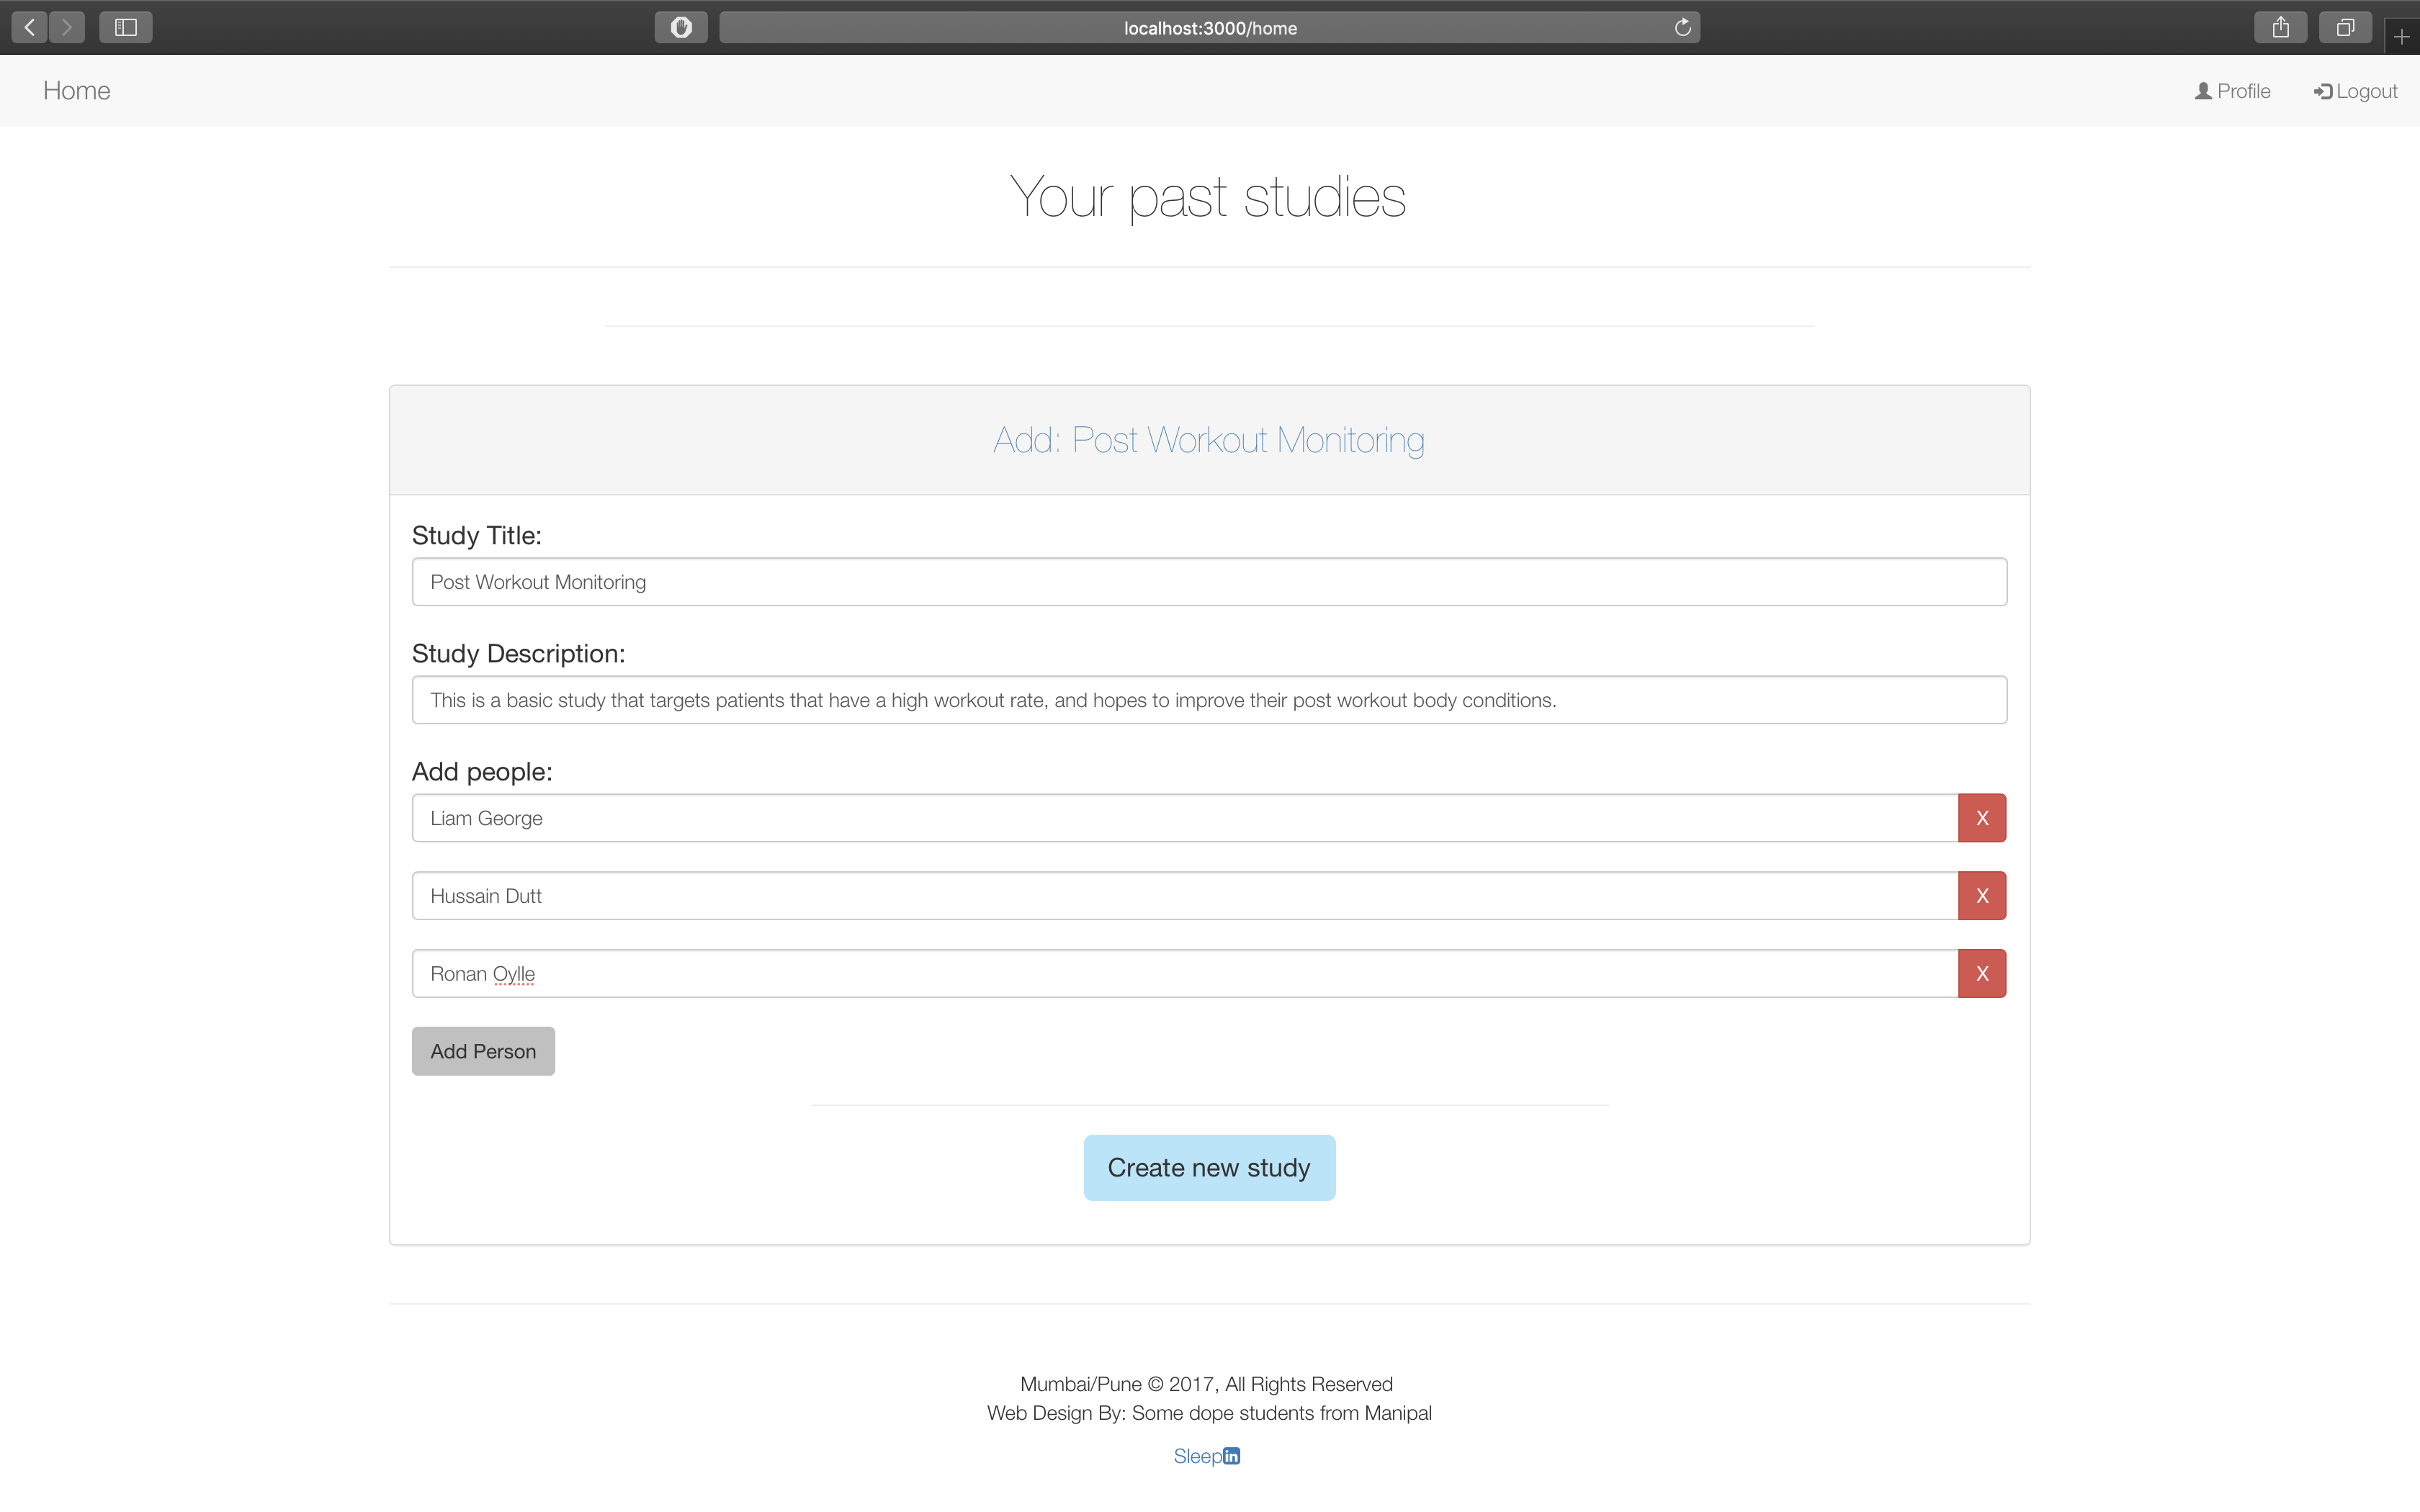 localhost:3000/home
Home
Profile
Logout
Your past studies
Add: Post Workout Monitoring
Study Title:
Post Workout Monitoring
Study Description:
This is a basic study that targets patients that have a high workout rate, and hopes to improve their post workout body conditions.
Add people:
Liam George
X
Hussain Dutt
X
Ronan Oylle
X
Add Person
Create new study
Mumbai/Pune © 2017, All Rights Reserved
Web Design By: Some dope students from Manipal
Sleepin